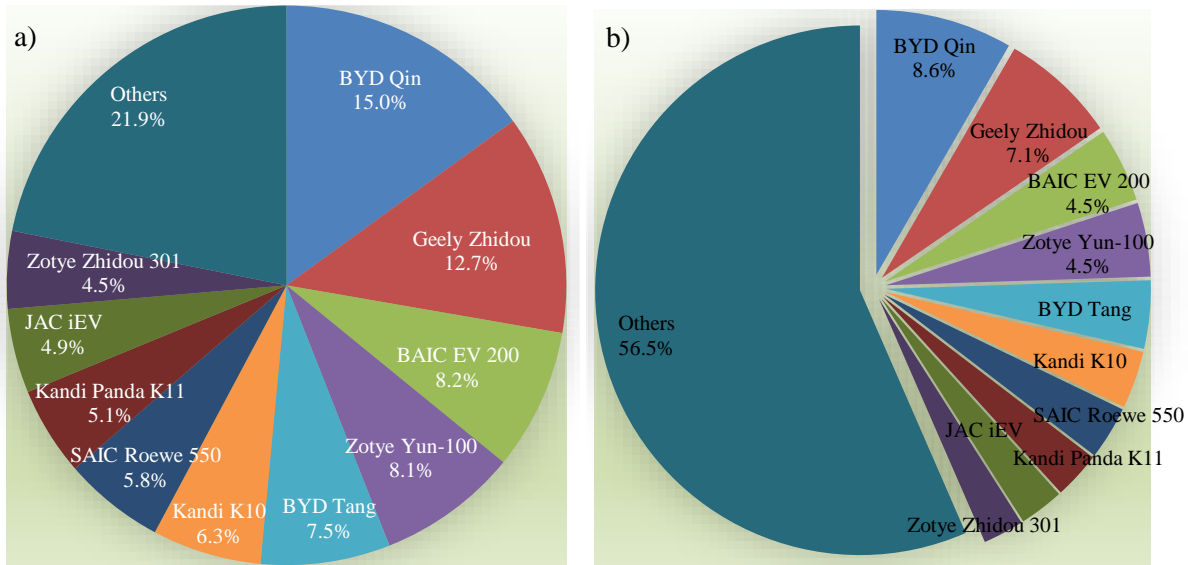 a)
BYD Qin
15.0%
Geely Zhidou
12.7%
BAIC EV 200
8.2%
Zotye Yun-100
8.1%
BYD Tang
7.5%
Kandi K10
6.3%
SAIC Roewe 550
5.8%
Kandi Panda K11
5.1%
JAC iEV
4.9%
Zotye Zhidou 301
4.5%
Others
21.9%
b)
BYD Qin
8.6%
Geely Zhidou
7.1%
BAIC EV 200
4.5%
Zotye Yun-100
4.5%
BYD Tang
Kandi K10
SAIC Roewe 550
Kandi Panda K11
JAC iEV
Zotye Zhidou 301
Others
56.5%